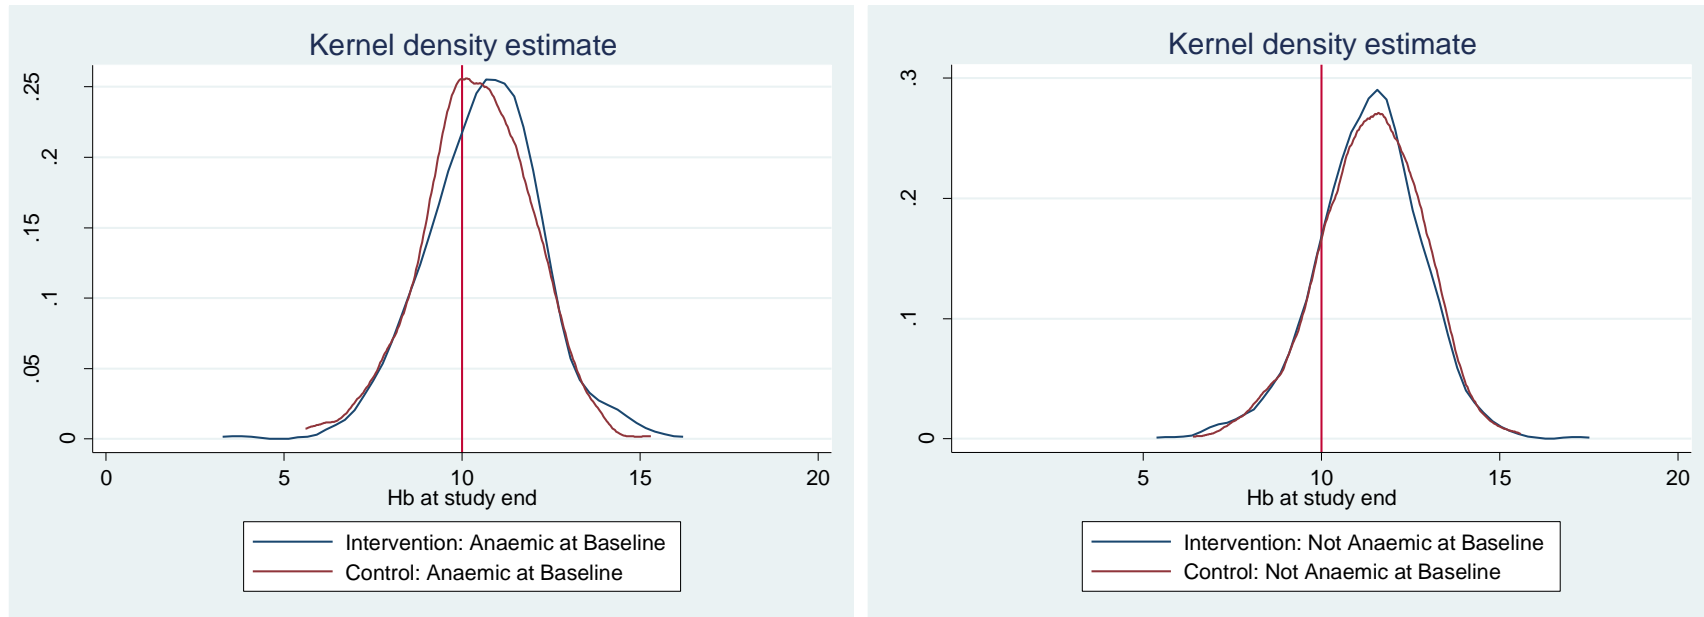 Kernel density estimate
.25
.2
.15
.1
.05
0
0 5 10 15 20
Hb at study end
Intervention: Anaemic at Baseline
Control: Anaemic at Baseline
Kernel density estimate
.3
.2
.1
0
5 10 15 20
Hb at study end
Intervention: Not Anaemic at Baseline
Control: Not Anaemic at Baseline